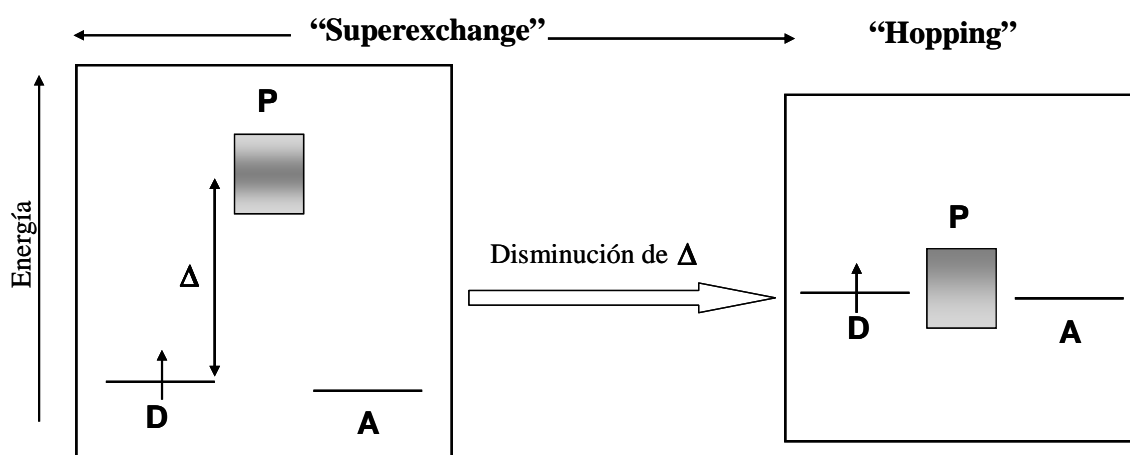 “Superexchange”
“Hopping”
Energía
P
Δ
D
A
Disminución de Δ
P
D
A